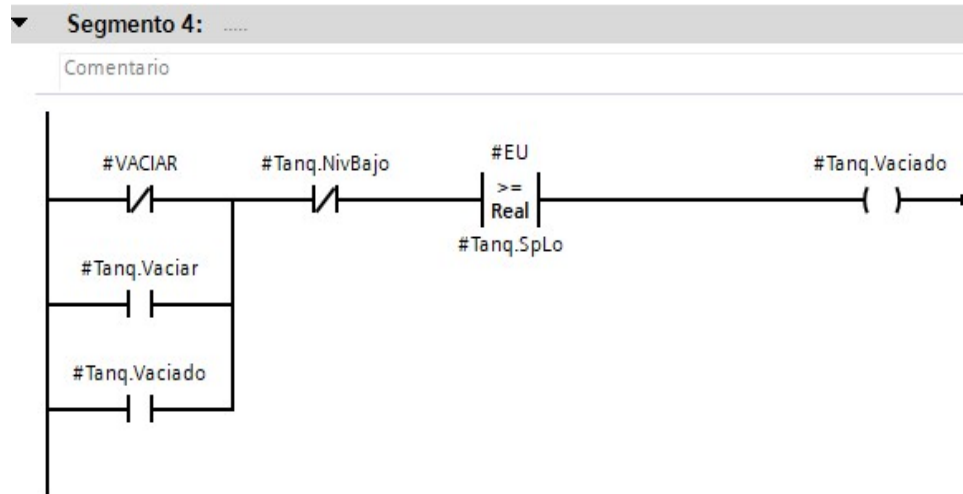 Segmento 4: .....
Comentario
#VACIAR #Tanq.NivBajo #EU #Tanq.Vaciado
>=
Real
#Tanq.SpLo
#Tanq.Vaciar
#Tanq.Vaciado